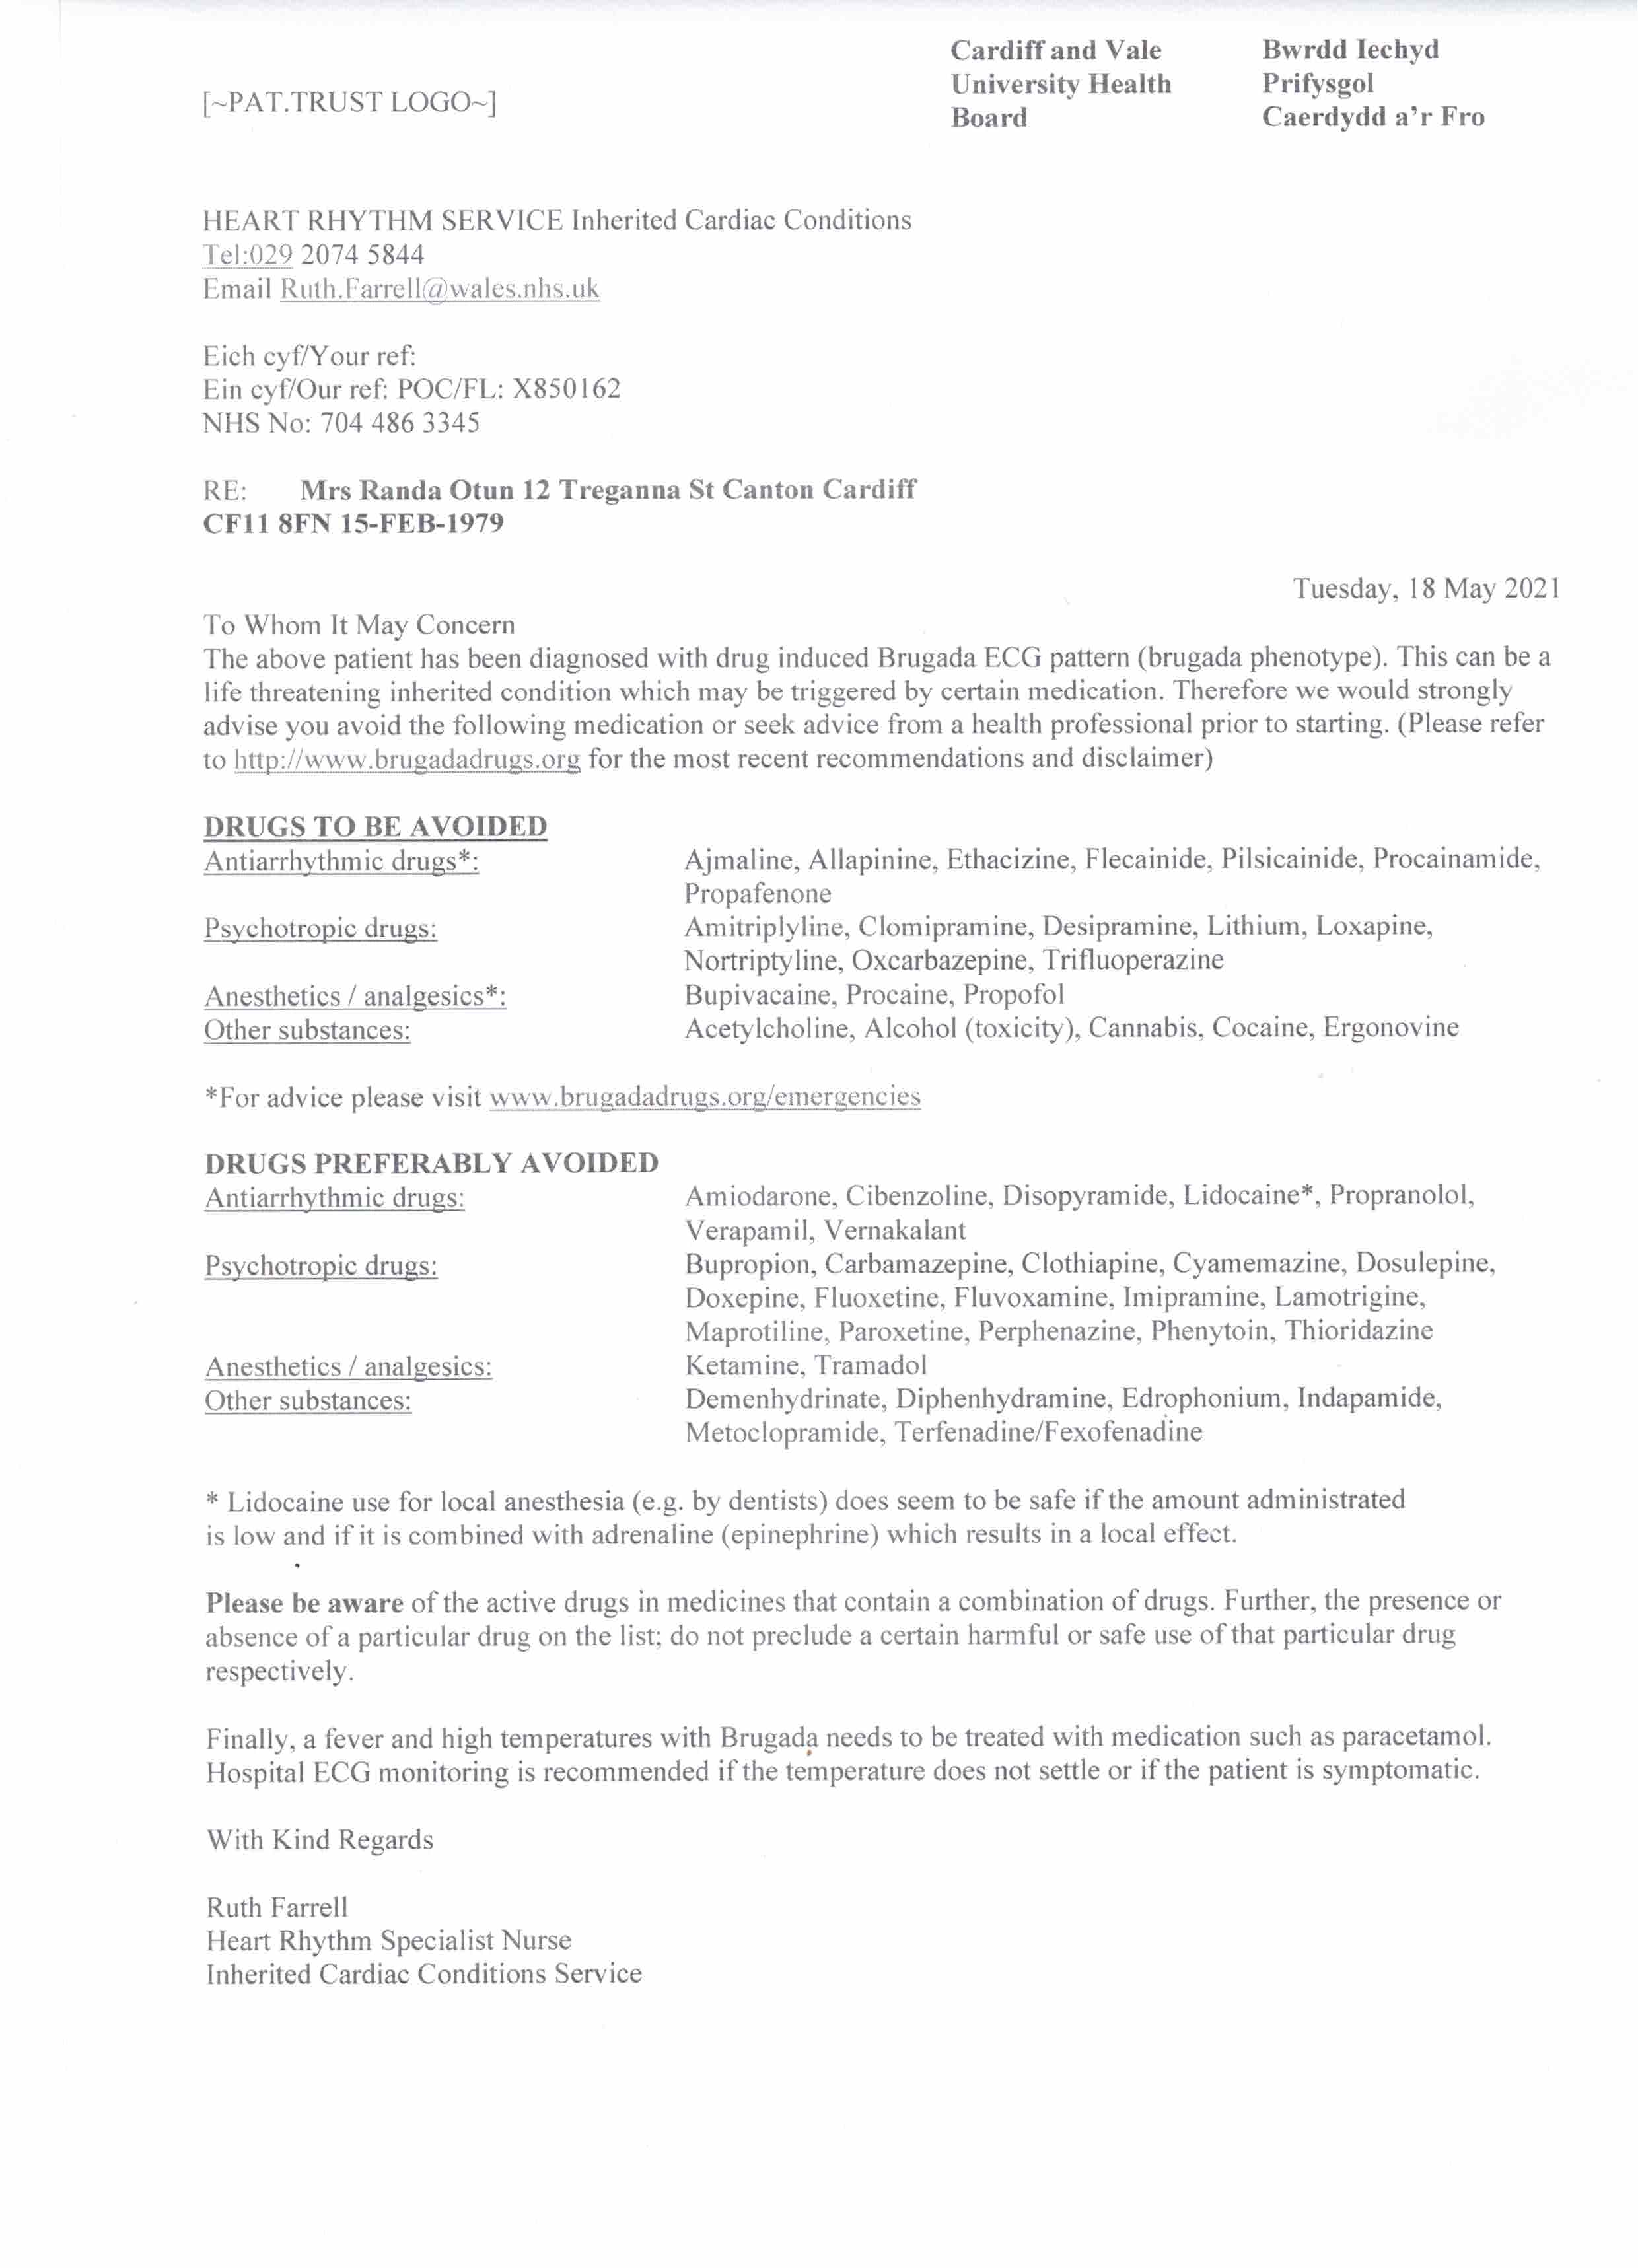 Cardiff and Vale University Health Board
Bwrdd Iechyd Prifysgol Caerdydd a'r Fro
[~PAT.TRUST LOGO~]
HEART RHYTHM SERVICE Inherited Cardiac Conditions
Tel:029 2074 5844
Email Ruth.Farrell@wales.nhs.uk
Eich cyf/Your ref:
Ein cyf/Our ref: POC/FL: X850162
NHS No: 704 486 3345
RE: Mrs Randa Otun 12 Treganna St Canton Cardiff
CF11 8FN 15-FEB-1979
Tuesday, 18 May 2021
To Whom It May Concern
The above patient has been diagnosed with drug induced Brugada ECG pattern (brugada phenotype). This can be a
life threatening inherited condition which may be triggered by certain medication. Therefore we would strongly
advise you avoid the following medication or seek advice from a health professional prior to starting. (Please refer
to http://www.brugadadrugs.org for the most recent recommendations and disclaimer)
DRUGS TO BE AVOIDED
Antiarrhythmic drugs*: Ajmaline, Allapinine, Ethacizine, Flecainide, Pilsicainide, Procainamide,
Propafenone
Psychotropic drugs: Amitriplyline, Clomipramine, Desipramine, Lithium, Loxapine,
Nortriptyline, Oxcarbazepine, Trifluoperazine
Anesthetics / analgesics*: Bupivacaine, Procaine, Propofol
Other substances: Acetylcholine, Alcohol (toxicity), Cannabis, Cocaine, Ergonovine
*For advice please visit www.brugadadrugs.org/emergencies
DRUGS PREFERABLY AVOIDED
Antiarrhythmic drugs: Amiodarone, Cibenzoline, Disopyramide, Lidocaine*, Propranolol,
Verapamil, Vernakalant
Psychotropic drugs: Bupropion, Carbamazepine, Clothiapine, Cyamemazine, Dosulepine,
Doxepine, Fluoxetine, Fluvoxamine, Imipramine, Lamotrigine,
Maprotiline, Paroxetine, Perphenazine, Phenytoin, Thioridazine
Anesthetics / analgesics: Ketamine, Tramadol
Other substances: Demenhydrinate, Diphenhydramine, Edrophonium, Indapamide,
Metoclopramide, Terfenadine/Fexofenadine
* Lidocaine use for local anesthesia (e.g. by dentists) does seem to be safe if the amount administrated
is low and if it is combined with adrenaline (epinephrine) which results in a local effect.
Please be aware of the active drugs in medicines that contain a combination of drugs. Further, the presence or
absence of a particular drug on the list; do not preclude a certain harmful or safe use of that particular drug
respectively.
Finally, a fever and high temperatures with Brugada needs to be treated with medication such as paracetamol.
Hospital ECG monitoring is recommended if the temperature does not settle or if the patient is symptomatic.
With Kind Regards
Ruth Farrell
Heart Rhythm Specialist Nurse
Inherited Cardiac Conditions Service